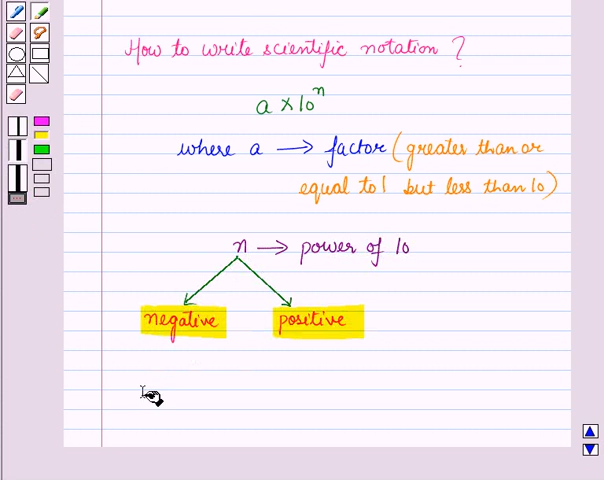 How to write scientific notation ?
a × 10ⁿ
where a → factor (greater than or
equal to 1 but less than 10)
n → power of 10
negative positive